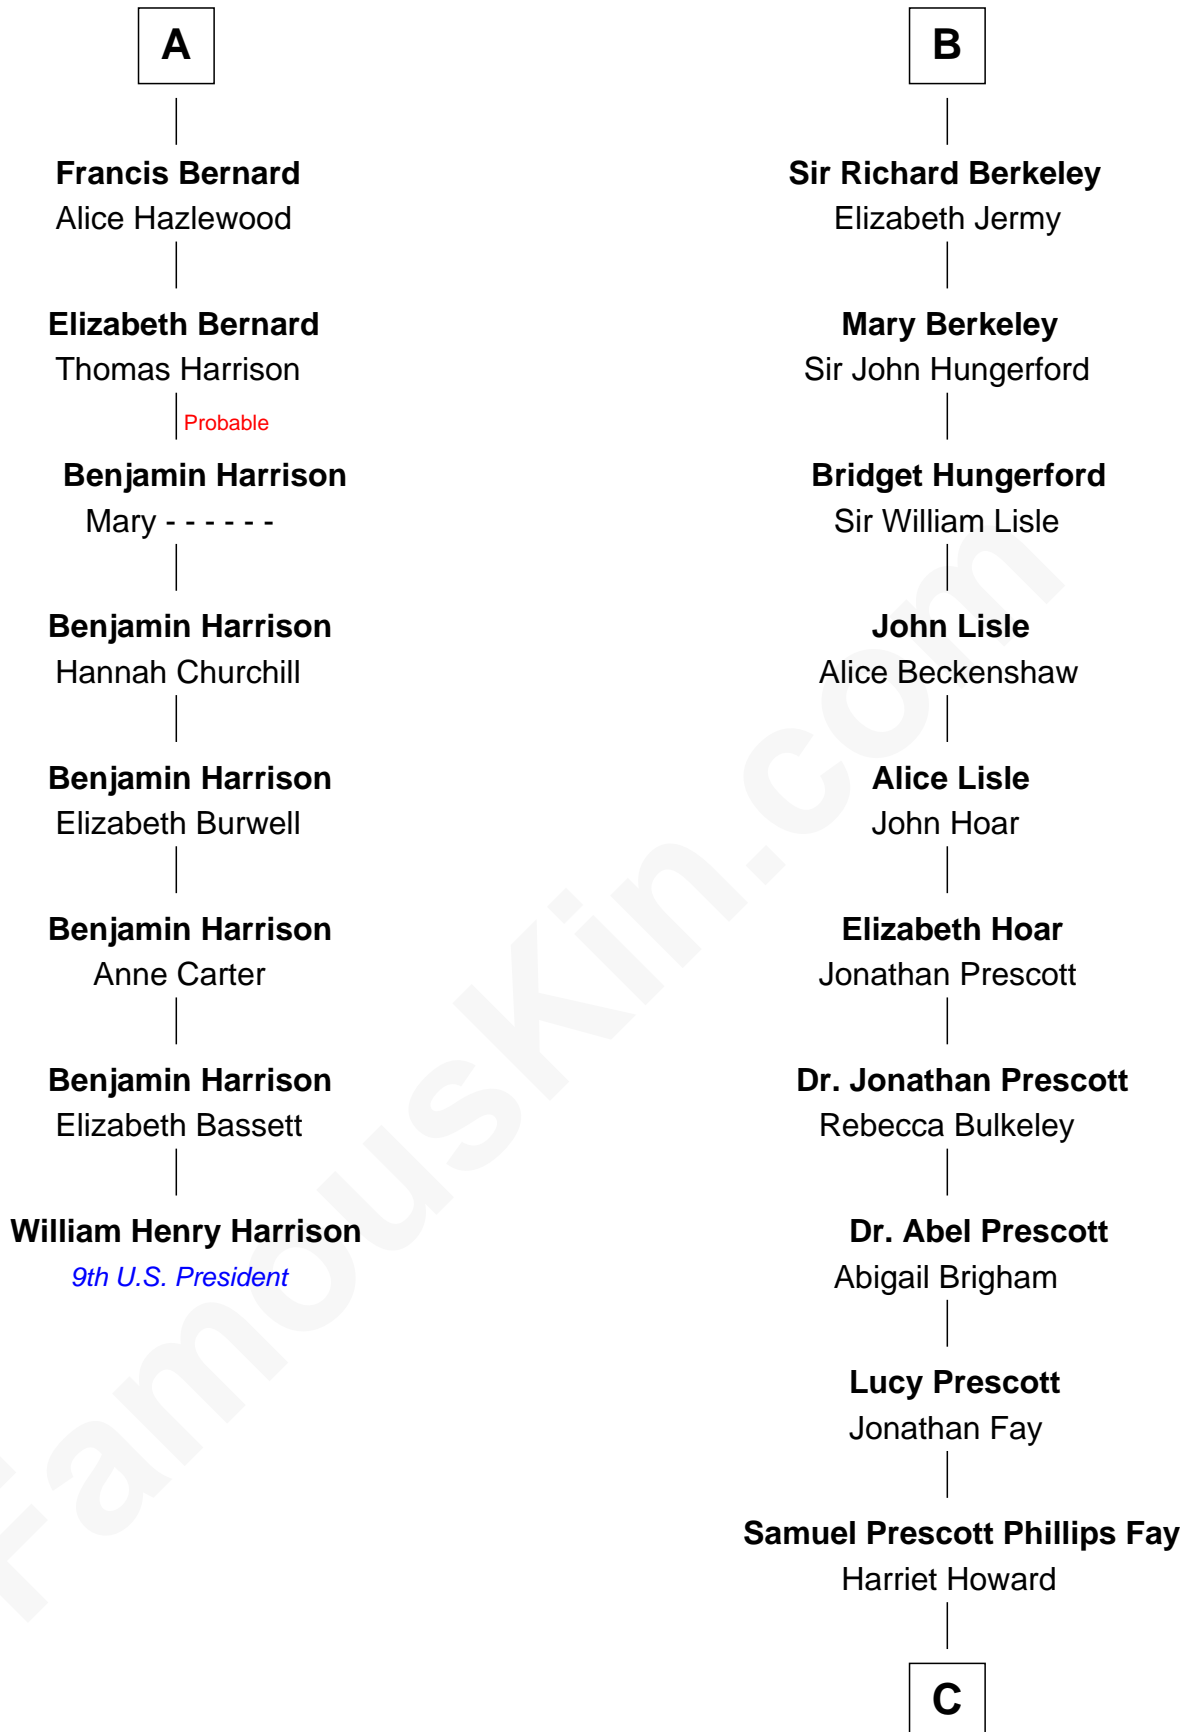 A
Francis Bernard
Alice Hazlewood
Elizabeth Bernard
Thomas Harrison
Probable
Benjamin Harrison
Mary - - - - - -
Benjamin Harrison
Hannah Churchill
Benjamin Harrison
Elizabeth Burwell
Benjamin Harrison
Anne Carter
Benjamin Harrison
Elizabeth Bassett
William Henry Harrison
9th U.S. President
B
Sir Richard Berkeley
Elizabeth Jermy
Mary Berkeley
Sir John Hungerford
Bridget Hungerford
Sir William Lisle
John Lisle
Alice Beckenshaw
Alice Lisle
John Hoar
Elizabeth Hoar
Jonathan Prescott
Dr. Jonathan Prescott
Rebecca Bulkeley
Dr. Abel Prescott
Abigail Brigham
Lucy Prescott
Jonathan Fay
Samuel Prescott Phillips Fay
Harriet Howard
C
FamousKin.com